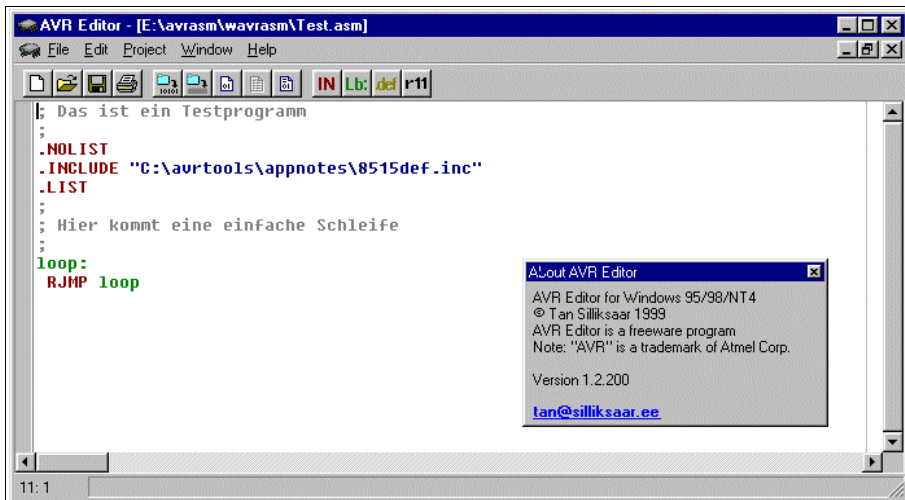 AVR Editor - [E:\avrasm\wavrasm\Test.asm]
File Edit Project Window Help
IN Lb: .def r11
; Das ist ein Testprogramm
;
.NOLIST
.INCLUDE "C:\avrtools\appnotes\8515def.inc"
.LIST
;
; Hier kommt eine einfache Schleife
;
loop:
RJMP loop
About AVR Editor
AVR Editor for Windows 95/98/NT4
© Tan Silliksaar 1999
AVR Editor is a freeware program
Note: "AVR" is a trademark of Atmel Corp.
Version 1.2.200
tan@silliksaar.ee
11: 1